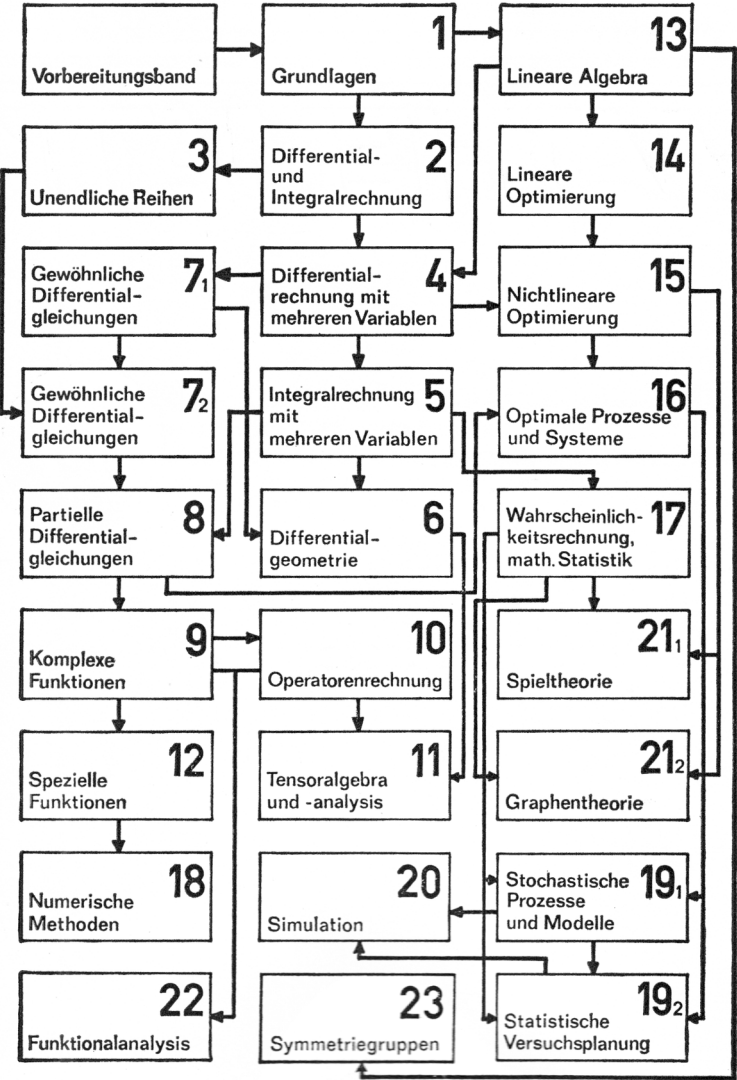 Vorbereitungsband
1
Grundlagen
13
Lineare Algebra
3
Unendliche Reihen
Differential- 2
und
Integralrechnung
14
Lineare
Optimierung
Gewöhnliche 7₁
Differential-
gleichungen
Differential- 4
rechnung mit
mehreren Variablen
15
Nichtlineare
Optimierung
Gewöhnliche 7₂
Differential-
gleichungen
Integralrechnung 5
mit
mehreren Variablen
16
Optimale Prozesse
und Systeme
Partielle 8
Differential-
gleichungen
6
Differential-
geometrie
Wahrscheinlich- 17
keitsrechnung,
math. Statistik
9
Komplexe
Funktionen
10
Operatorenrechnung
21₁
Spieltheorie
12
Spezielle
Funktionen
11
Tensoralgebra
und -analysis
21₂
Graphentheorie
18
Numerische
Methoden
20
Simulation
Stochastische 19₁
Prozesse
und Modelle
22
Funktionalanalysis
23
Symmetriegruppen
19₂
Statistische
Versuchsplanung